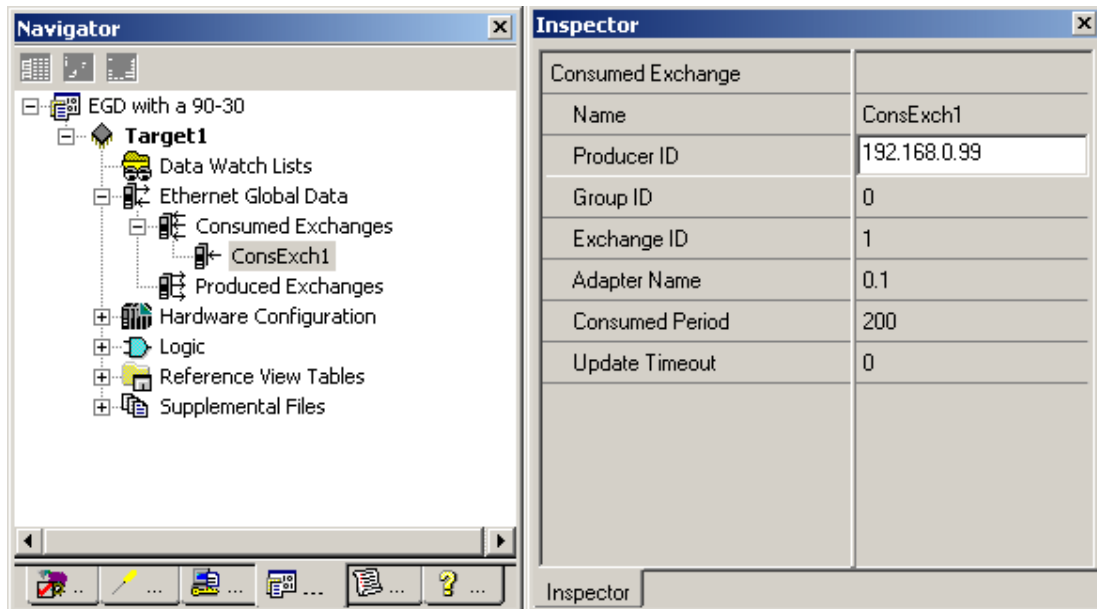 Navigator
EGD with a 90-30
Target1
Data Watch Lists
Ethernet Global Data
Consumed Exchanges
ConsExch1
Produced Exchanges
Hardware Configuration
Logic
Reference View Tables
Supplemental Files
.. ... ... ... ... ...
Inspector
Consumed Exchange
Name ConsExch1
Producer ID 192.168.0.99
Group ID 0
Exchange ID 1
Adapter Name 0.1
Consumed Period 200
Update Timeout 0
Inspector